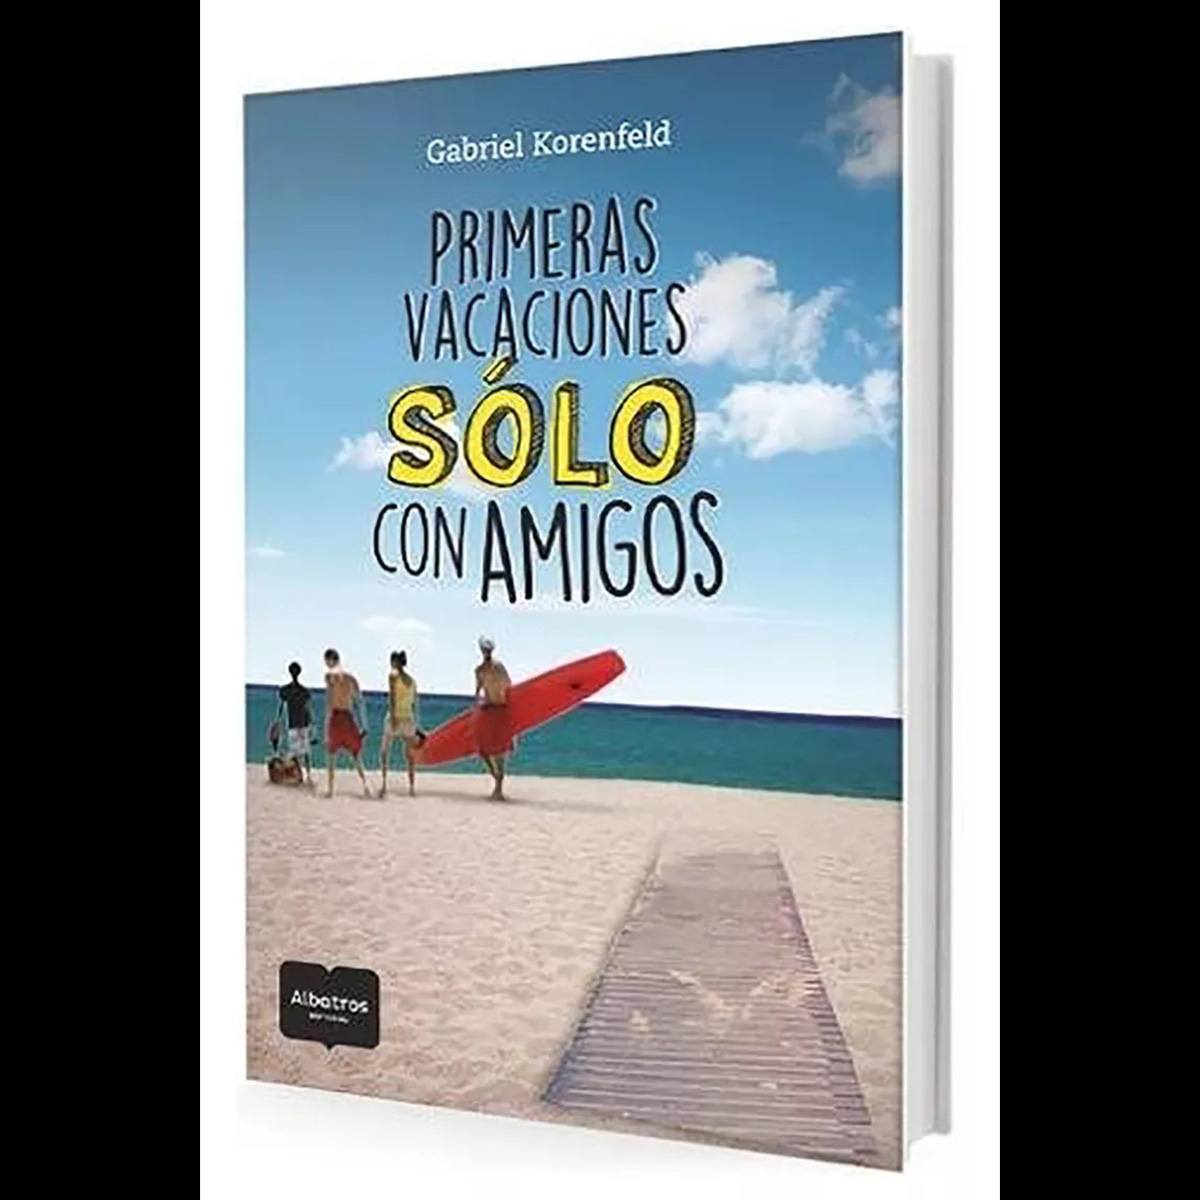 Gabriel Korenfeld
PRIMERAS
VACACIONES
SÓLO
CON AMIGOS
Albatros